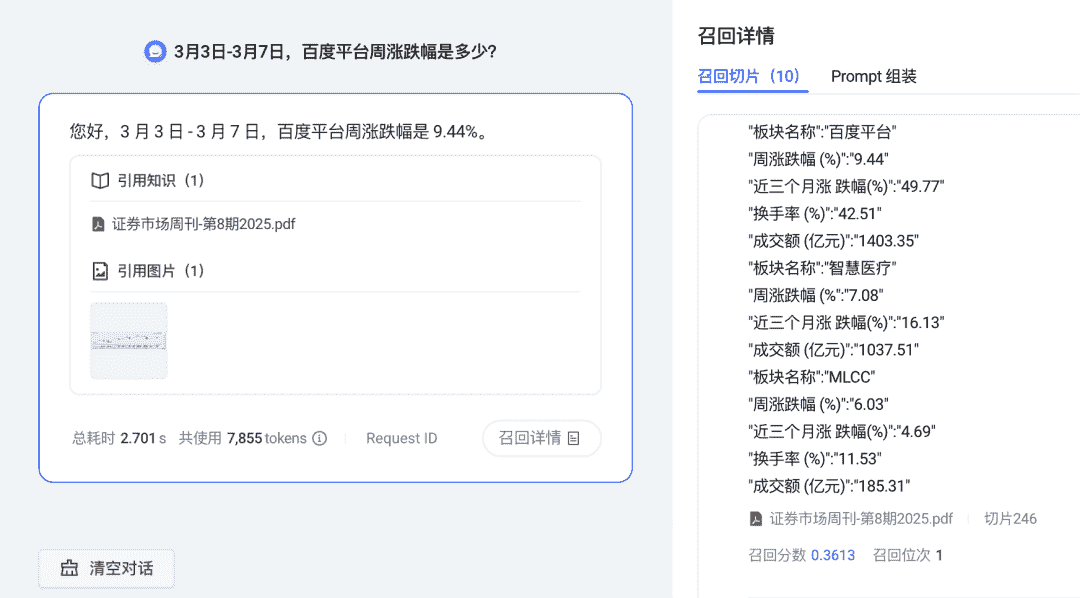 3月3日-3月7日，百度平台周涨跌幅是多少?
您好，3 月 3 日 - 3 月 7 日，百度平台周涨跌幅是 9.44%。
引用知识（1）
证券市场周刊-第8期2025.pdf
引用图片（1）
总耗时 2.701 s 共使用 7,855 tokens Request ID 召回详情
清空对话
召回详情
召回切片（10） Prompt 组装
"板块名称":"百度平台"
"周涨跌幅 (%)":"9.44"
"近三个月涨 跌幅(%)":"49.77"
"换手率 (%)":"42.51"
"成交额 (亿元)":"1403.35"
"板块名称":"智慧医疗"
"周涨跌幅 (%":"7.08"
"近三个月涨 跌幅(%)":"16.13"
"成交额 (亿元)":"1037.51"
"板块名称":"MLCC"
"周涨跌幅 (%)":"6.03"
"近三个月涨 跌幅(%)":"4.69"
"换手率 (%)":"11.53"
"成交额 (亿元)":"185.31"
证券市场周刊-第8期2025.pdf 切片246
召回分数 0.3613 召回位次 1